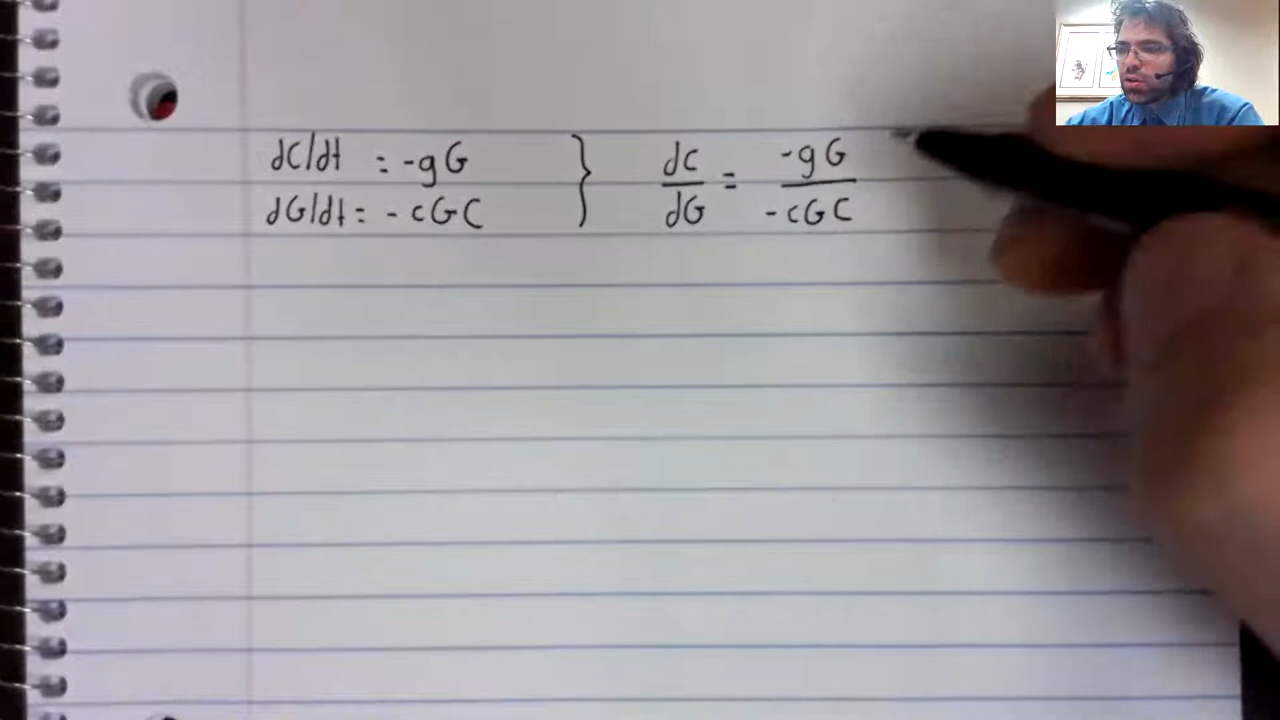 dC/dt = -gG } dC/dG = -gG/-cGC
dG/dt = -cGC